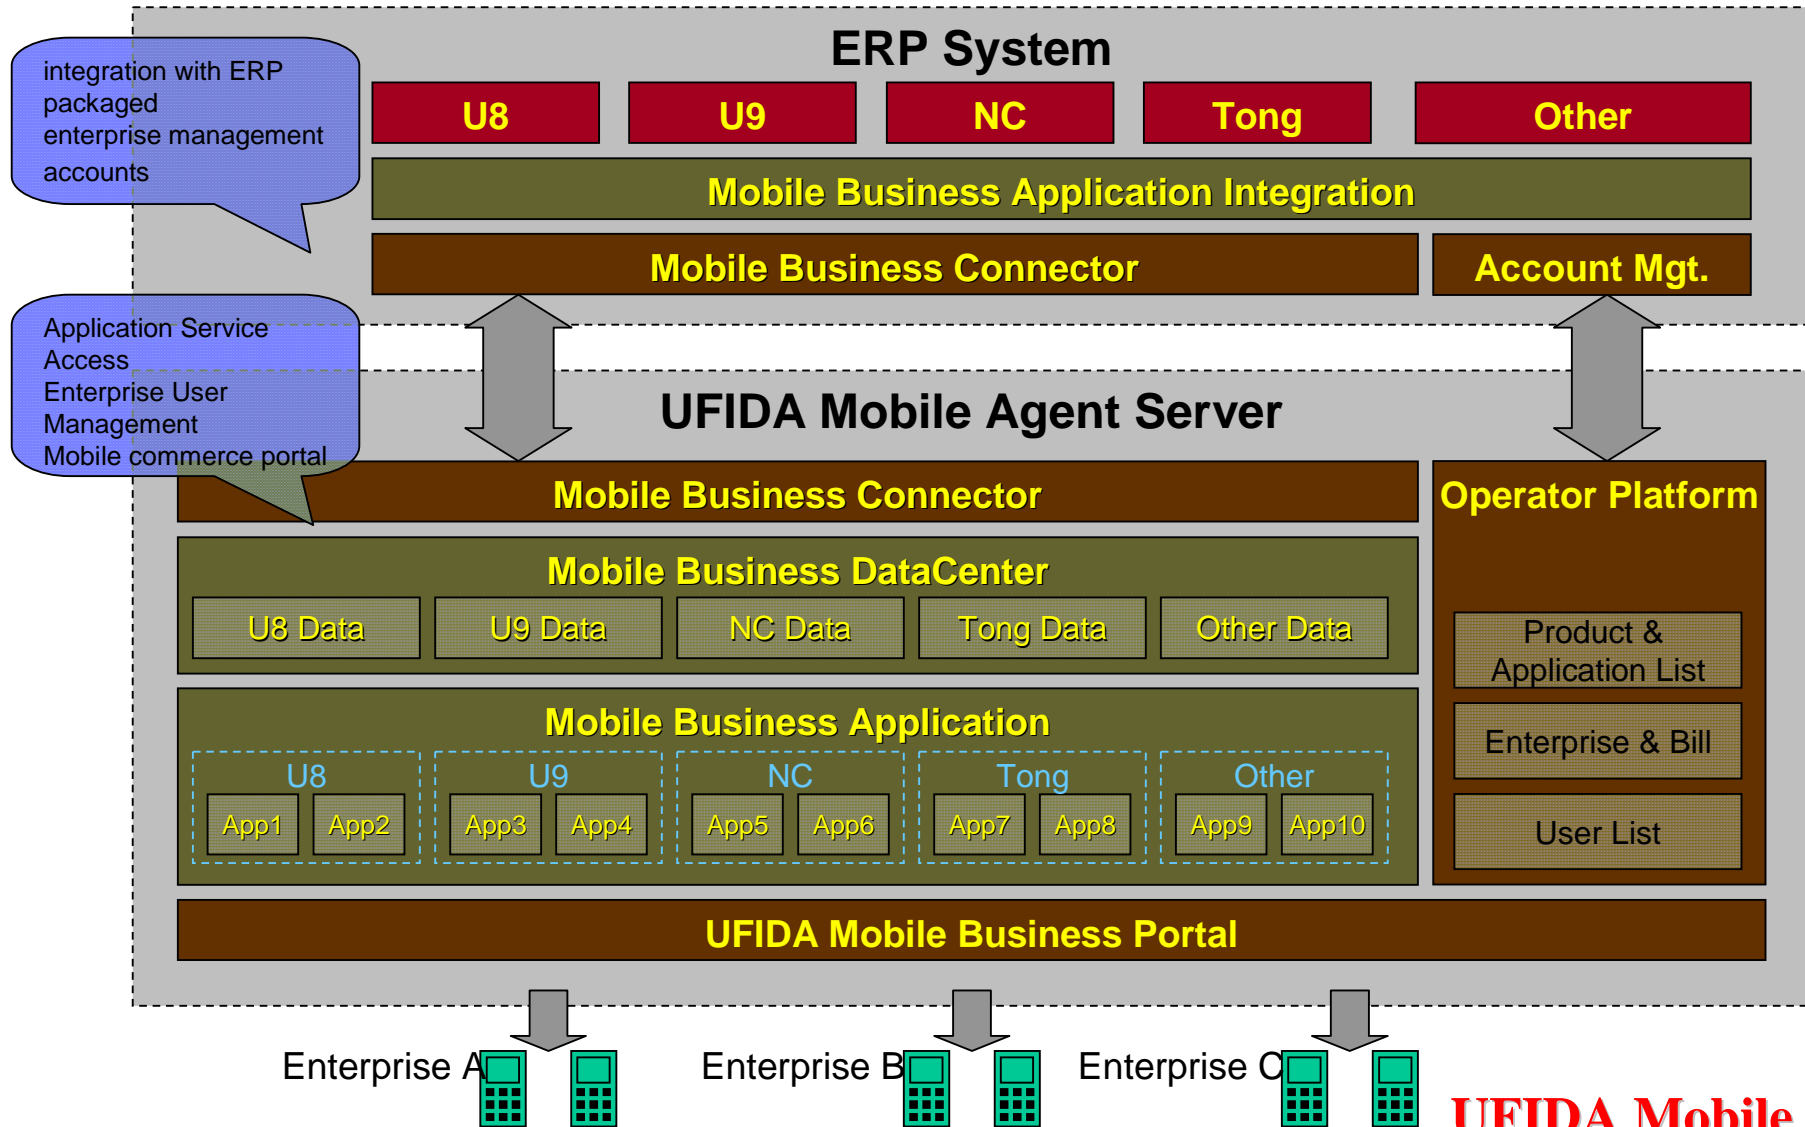 ERP System
integration with ERP
packaged
enterprise management
accounts
U8
U9
NC
Tong
Other
Mobile Business Application Integration
Mobile Business Connector
Account Mgt.
Application Service
Access
Enterprise User
Management
Mobile commerce portal
UFIDA Mobile Agent Server
Mobile Business Connector
Operator Platform
Mobile Business DataCenter
U8 Data
U9 Data
NC Data
Tong Data
Other Data
Product &
Application List
Enterprise & Bill
User List
Mobile Business Application
U8
U9
NC
Tong
Other
App1
App2
App3
App4
App5
App6
App7
App8
App9
App10
UFIDA Mobile Business Portal
Enterprise A
Enterprise B
Enterprise C
UFIDA Mobile